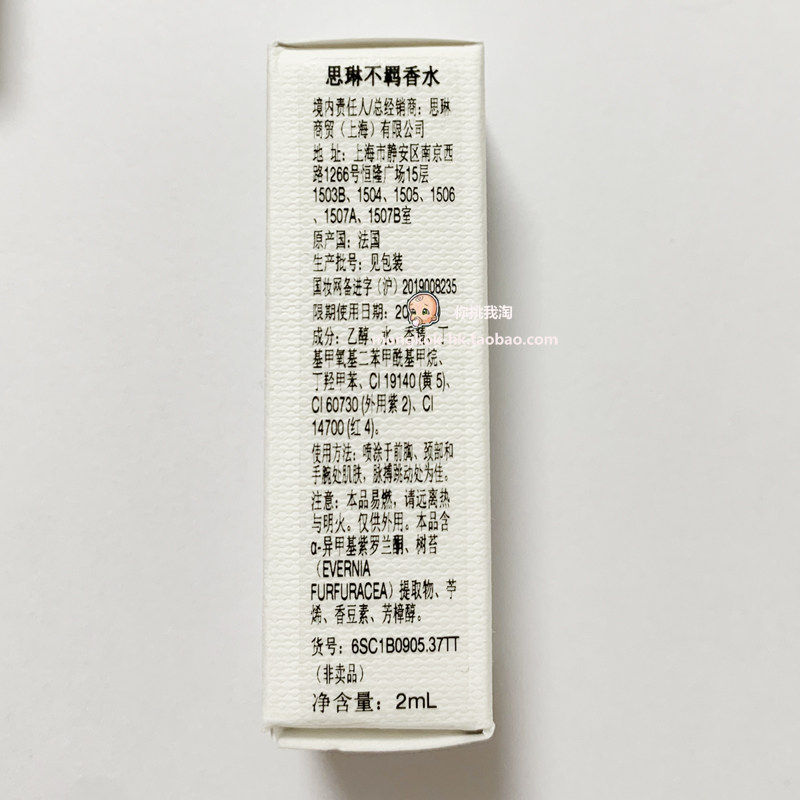 思琳不羁香水
境内责任人/总经销商：思琳
商贸（上海）有限公司
地 址：上海市静安区南京西
路1266号恒隆广场15层
1503B、1504、1505、1506
、1507A、1507B室
原产国：法国
生产批号：见包装
国妆网备进字（沪）2019008235
限期使用日期：20
你挑我淘
成分：乙醇、水、香精、丁
taobao.com
基甲氧基二苯甲酰基甲烷、
丁羟甲苯、CI 19140 (黄 5)、
CI 60730 (外用紫 2)、CI
14700 (红 4)。
使用方法：喷涂于前胸、颈部和
手腕处肌肤，脉搏跳动处为佳。
注意：本品易燃，请远离热
与明火。仅供外用。本品含
α-异甲基紫罗兰酮、树苔
（EVERNIA
FURFURACEA）提取物、苧
烯、香豆素、芳樟醇。
货号：6SC1B0905.37TT
（非卖品）
净含量：2mL